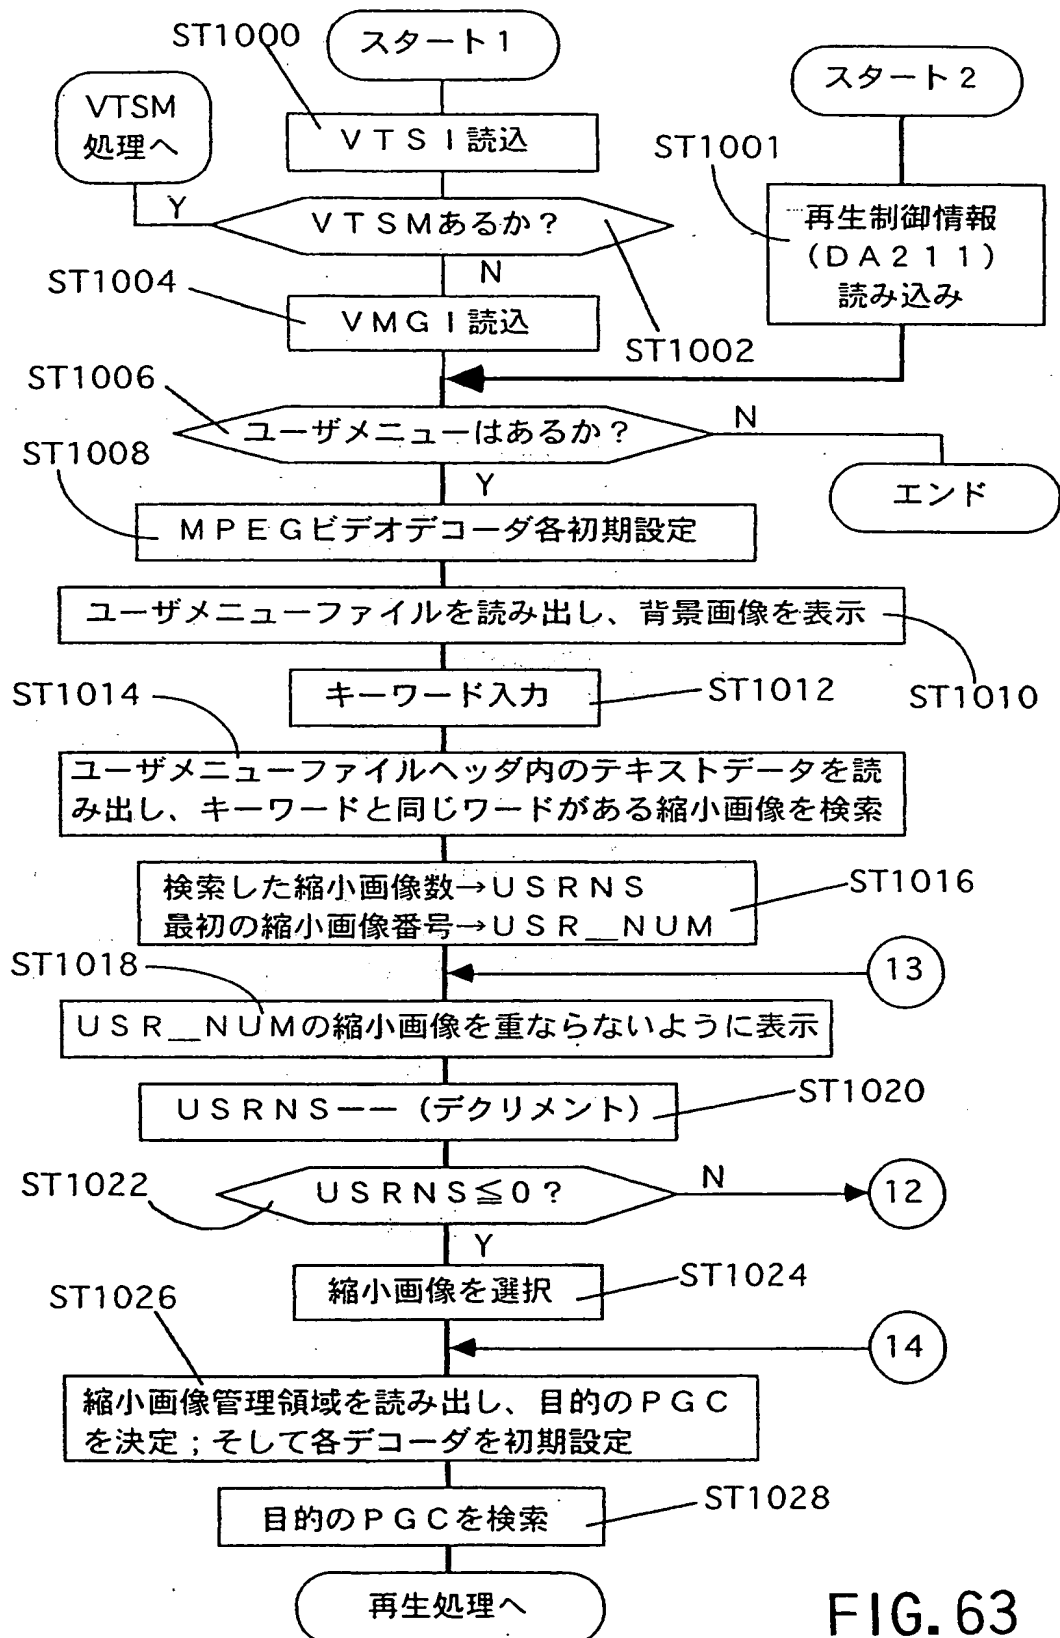 ST1000
スタート1
スタート2
VTSM
処理へ
VTSI読込
ST1001
Y
VTSMあるか?
再生制御情報
(DA211)
読み込み
ST1004
N
VMGI読込
ST1002
ST1006
ユーザメニューはあるか?
N
ST1008
Y
エンド
MPEGビデオデコーダ各初期設定
ユーザメニューファイルを読み出し、背景画像を表示
ST1014
キーワード入力
ST1012
ST1010
ユーザメニューファイルヘッダ内のテキストデータを読
み出し、キーワードと同じワードがある縮小画像を検索
検索した縮小画像数→USRNS
最初の縮小画像番号→USR__NUM
ST1016
ST1018
13
USR__NUMの縮小画像を重ならないように表示
USRNS――(デクリメント)
ST1020
ST1022
USRNS≦0?
N
12
Y
縮小画像を選択
ST1024
ST1026
14
縮小画像管理領域を読み出し、目的のPGC
を決定;そして各デコーダを初期設定
目的のPGCを検索
ST1028
再生処理へ
FIG. 63